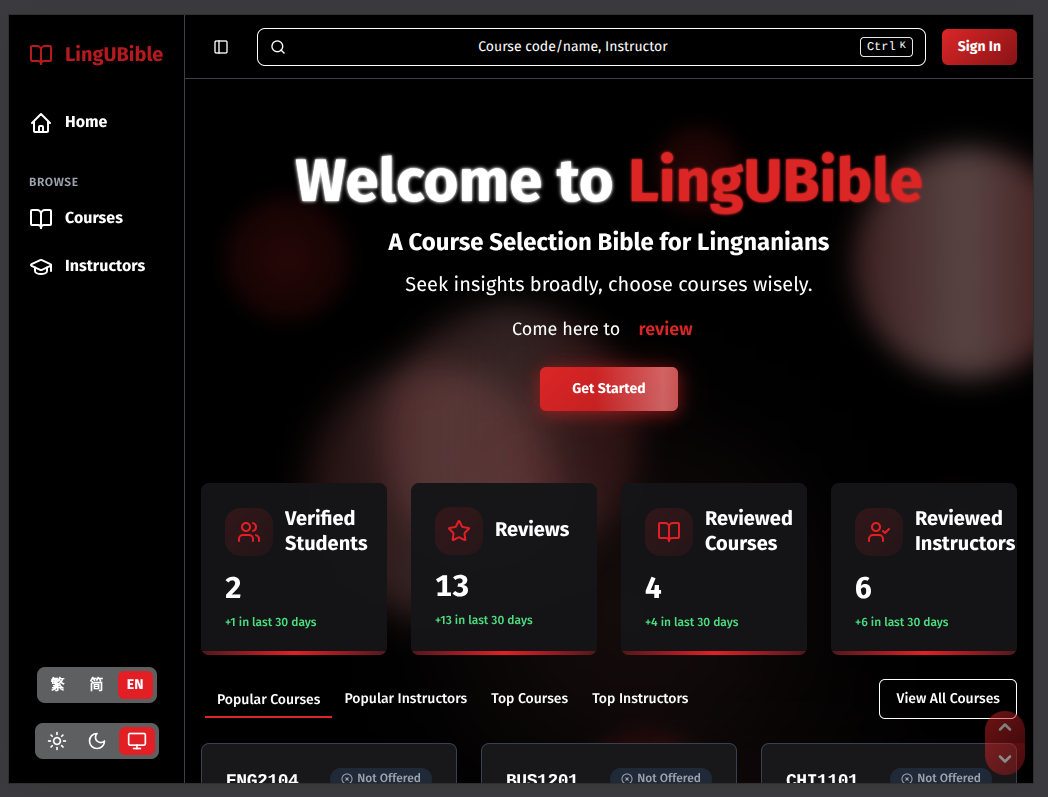 LingUBible
Course code/name, Instructor
Ctrl K
Sign In
Home
BROWSE
Courses
Instructors
Welcome to LingUBible
A Course Selection Bible for Lingnanians
Seek insights broadly, choose courses wisely.
Come here to review
Get Started
Verified
Students
2
+1 in last 30 days
Reviews
13
+13 in last 30 days
Reviewed
Courses
4
+4 in last 30 days
Reviewed
Instructors
6
+6 in last 30 days
繁 简 EN
Popular Courses
Popular Instructors
Top Courses
Top Instructors
View All Courses
ENG2104
Not Offered
BUS1201
Not Offered
CHI1101
Not Offered